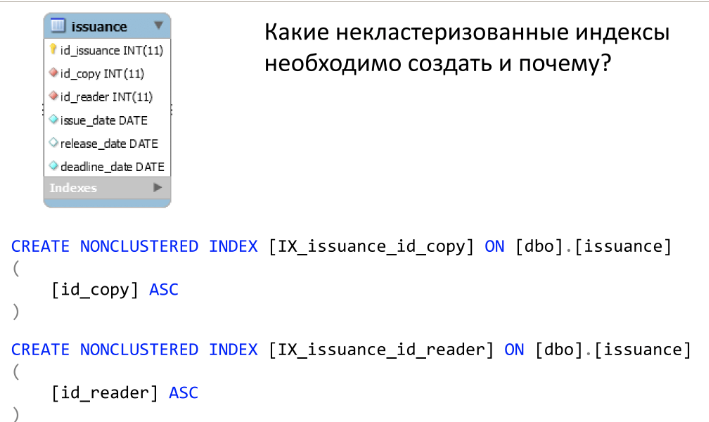 issuance
Какие некластеризованные индексы
необходимо создать и почему?
id_issuance INT(11)
id_copy INT(11)
id_reader INT(11)
issue_date DATE
release_date DATE
deadline_date DATE
Indexes
CREATE NONCLUSTERED INDEX [IX_issuance_id_copy] ON [dbo].[issuance]
(
[id_copy] ASC
)
CREATE NONCLUSTERED INDEX [IX_issuance_id_reader] ON [dbo].[issuance]
(
[id_reader] ASC
)